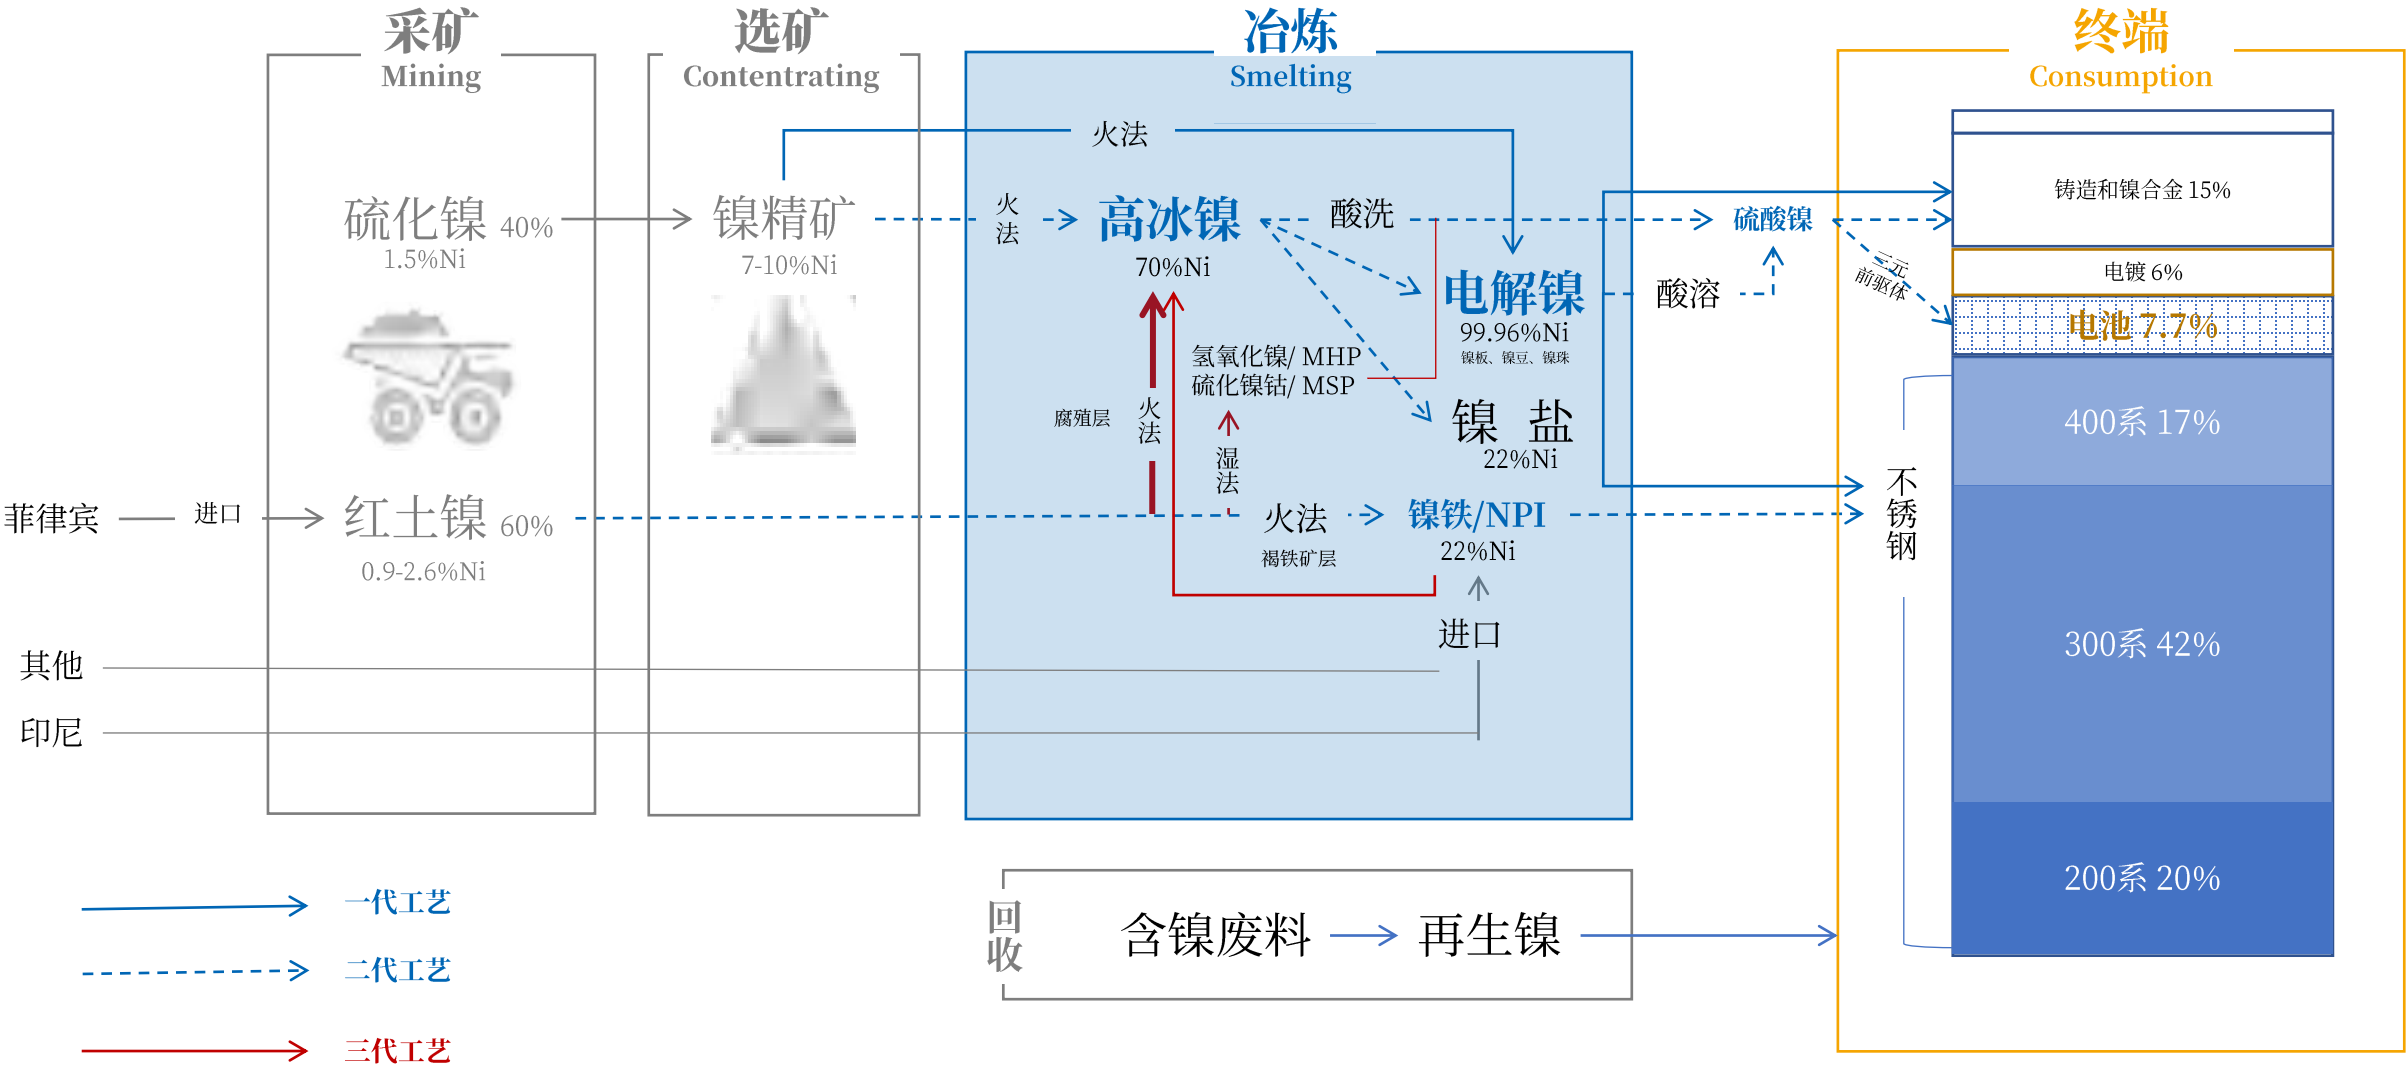 采矿
Mining
选矿
Contentrating
冶炼
Smelting
终端
Consumption
火法
硫化镍 40%
1.5%Ni
镍精矿
7-10%Ni
火法
高冰镍
70%Ni
酸洗
硫酸镍
电解镍
99.96%Ni
镍板、镍豆、镍珠
酸溶
三元
前驱体
氢氧化镍/ MHP
硫化镍钴/ MSP
腐殖层
火法
湿法
镍 盐
22%Ni
菲律宾
进口
红土镍 60%
0.9-2.6%Ni
火法
褐铁矿层
镍铁/NPI
22%Ni
进口
其他
印尼
铸造和镍合金 15%
电镀 6%
电池 7.7%
400系 17%
不锈钢
300系 42%
200系 20%
回收
含镍废料
再生镍
一代工艺
二代工艺
三代工艺